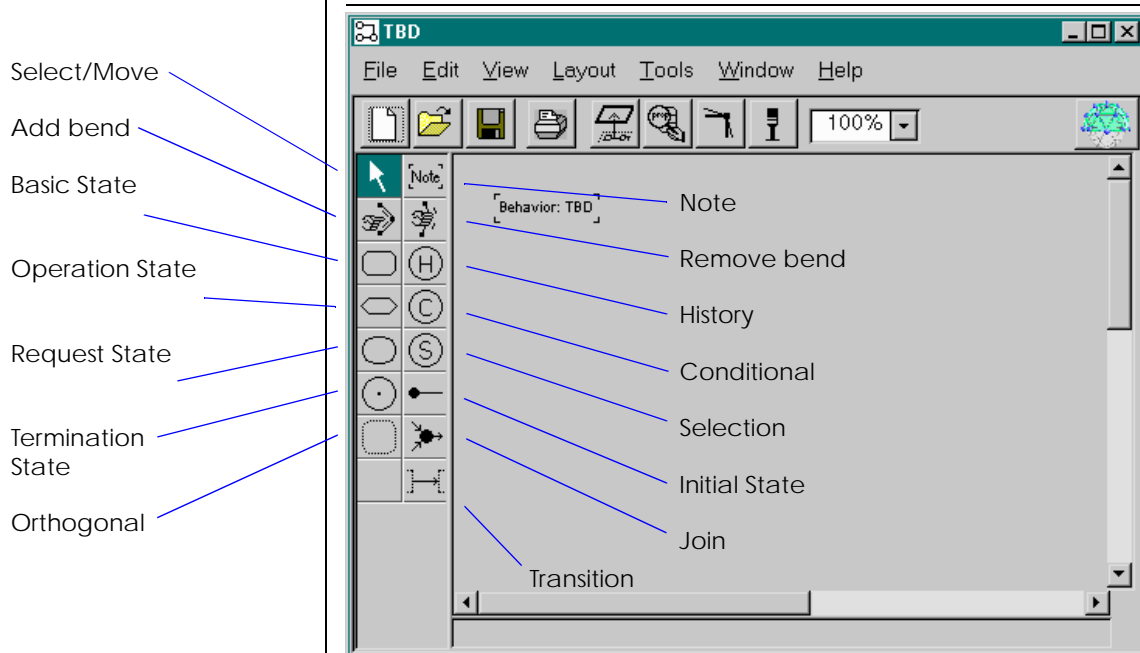 TBD
File Edit View Layout Tools Window Help
100%
Select/Move
Add bend
Basic State
Operation State
Request State
Termination
State
Orthogonal
[Note]
H
C
S
[Behavior: TBD]
Note
Remove bend
History
Conditional
Selection
Initial State
Join
Transition